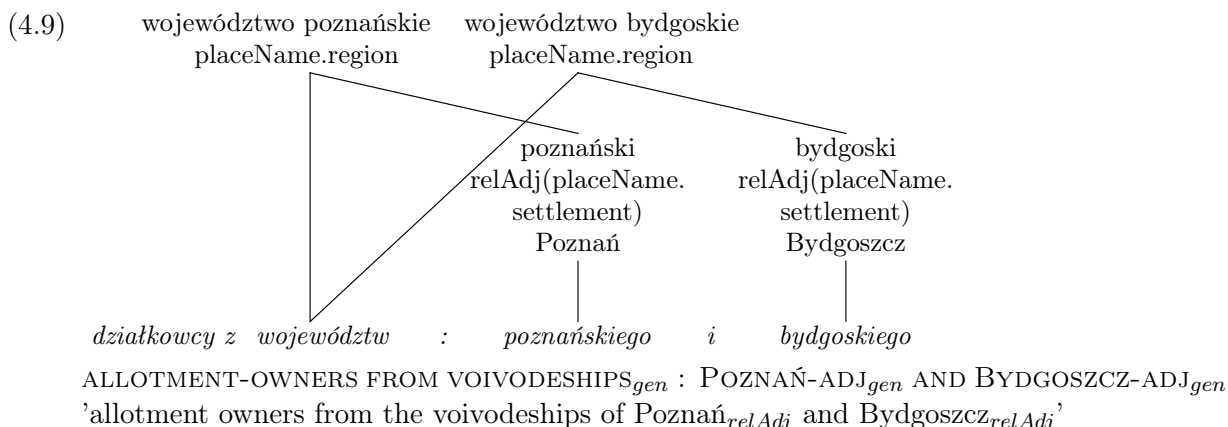 (4.9) województwo poznańskie województwo bydgoskie
placeName.region placeName.region
poznański bydgoski
relAdj(placeName. relAdj(placeName.
settlement) settlement)
Poznań Bydgoszcz
działkowcy z województw : poznańskiego i bydgoskiego
ALLOTMENT-OWNERS FROM VOIVODESHIPSgen : POZNAŃ-ADJgen AND BYDGOSZCZ-ADJgen
'allotment owners from the voivodeships of PoznańrelAdj and BydgoszczrelAdj'